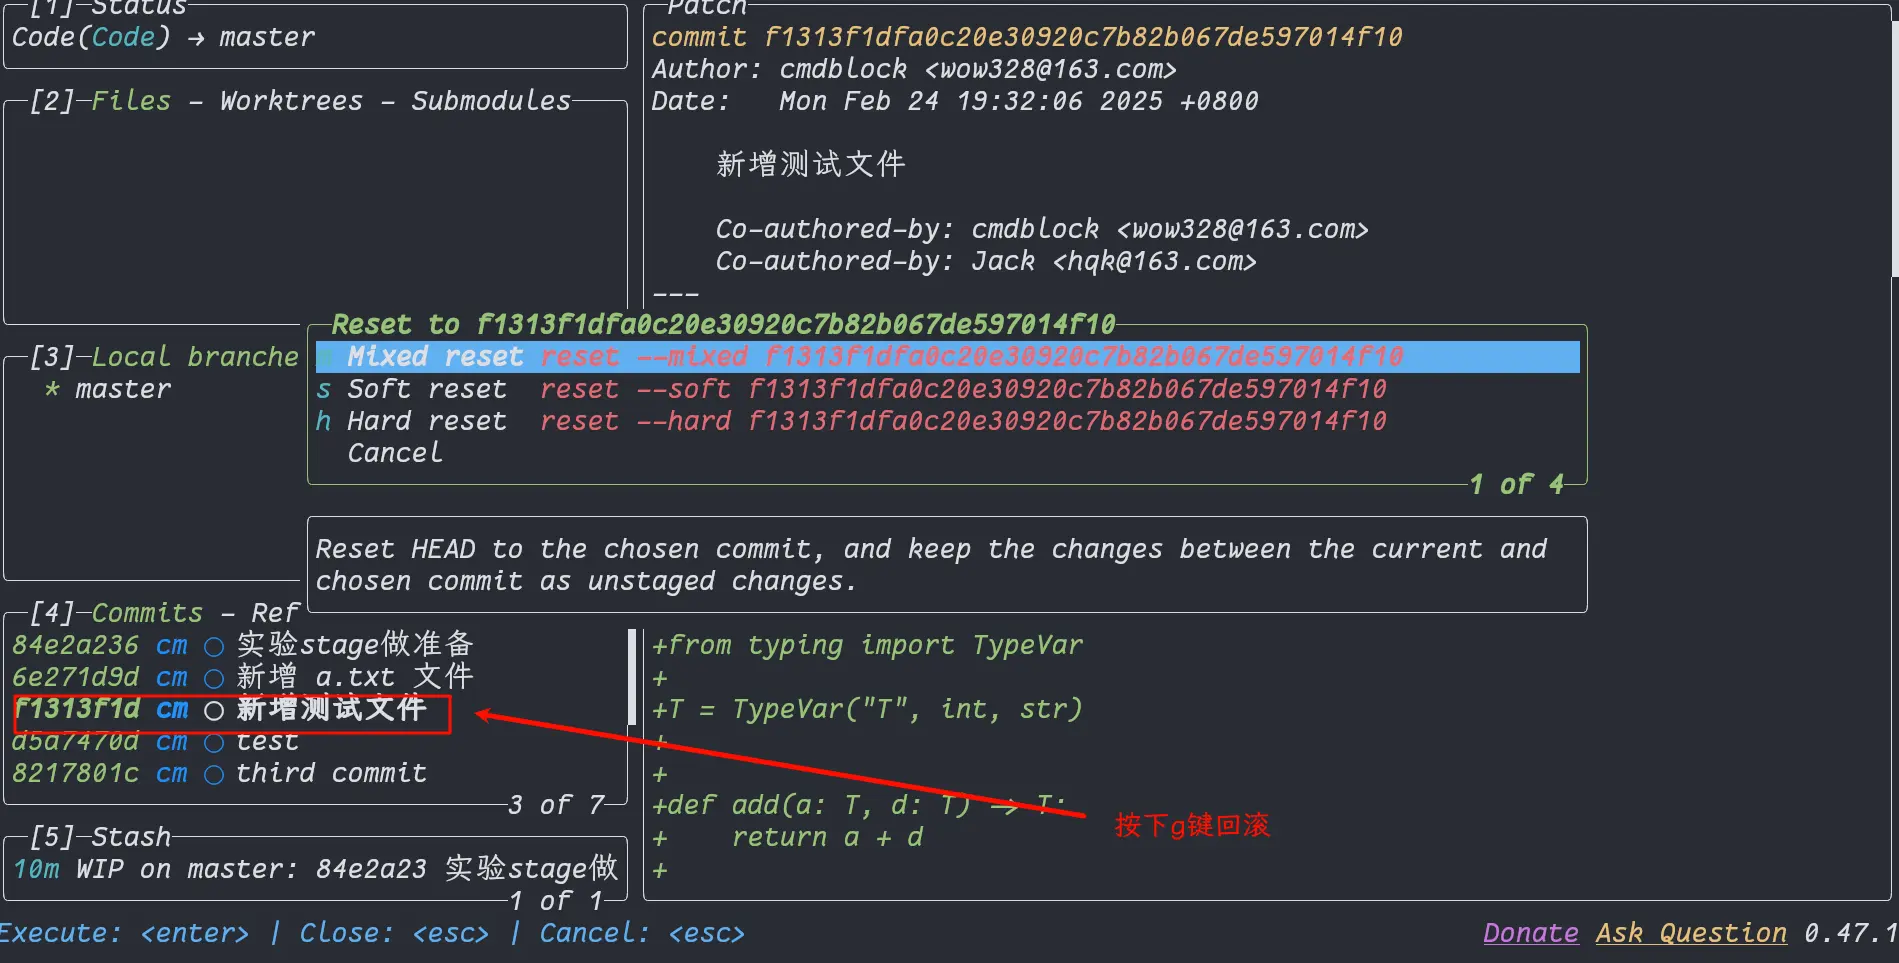 [1] Status
Code(Code) → master
[2] Files - Worktrees - Submodules
[3] Local branche
* master
[4] Commits - Ref
84e2a236 cm ○ 实验stage做准备
6e271d9d cm ○ 新增 a.txt 文件
f1313f1d cm ○ 新增测试文件
d5a7470d cm ○ test
8217801c cm ○ third commit
3 of 7
[5] Stash
10m WIP on master: 84e2a23 实验stage做
1 of 1
Patch
commit f1313f1dfa0c20e30920c7b82b067de597014f10
Author: cmdblock <wow328@163.com>
Date:   Mon Feb 24 19:32:06 2025 +0800
新增测试文件
Co-authored-by: cmdblock <wow328@163.com>
Co-authored-by: Jack <hqk@163.com>
---
Reset to f1313f1dfa0c20e30920c7b82b067de597014f10
Mixed reset reset --mixed f1313f1dfa0c20e30920c7b82b067de597014f10
s Soft reset  reset --soft f1313f1dfa0c20e30920c7b82b067de597014f10
h Hard reset  reset --hard f1313f1dfa0c20e30920c7b82b067de597014f10
Cancel
1 of 4
Reset HEAD to the chosen commit, and keep the changes between the current and
chosen commit as unstaged changes.
+from typing import TypeVar
+
+T = TypeVar("T", int, str)
+
+
+def add(a: T, d: T) -> T:
+    return a + d
+
按下g键回滚
Execute: <enter> | Close: <esc> | Cancel: <esc>
Donate Ask Question 0.47.1